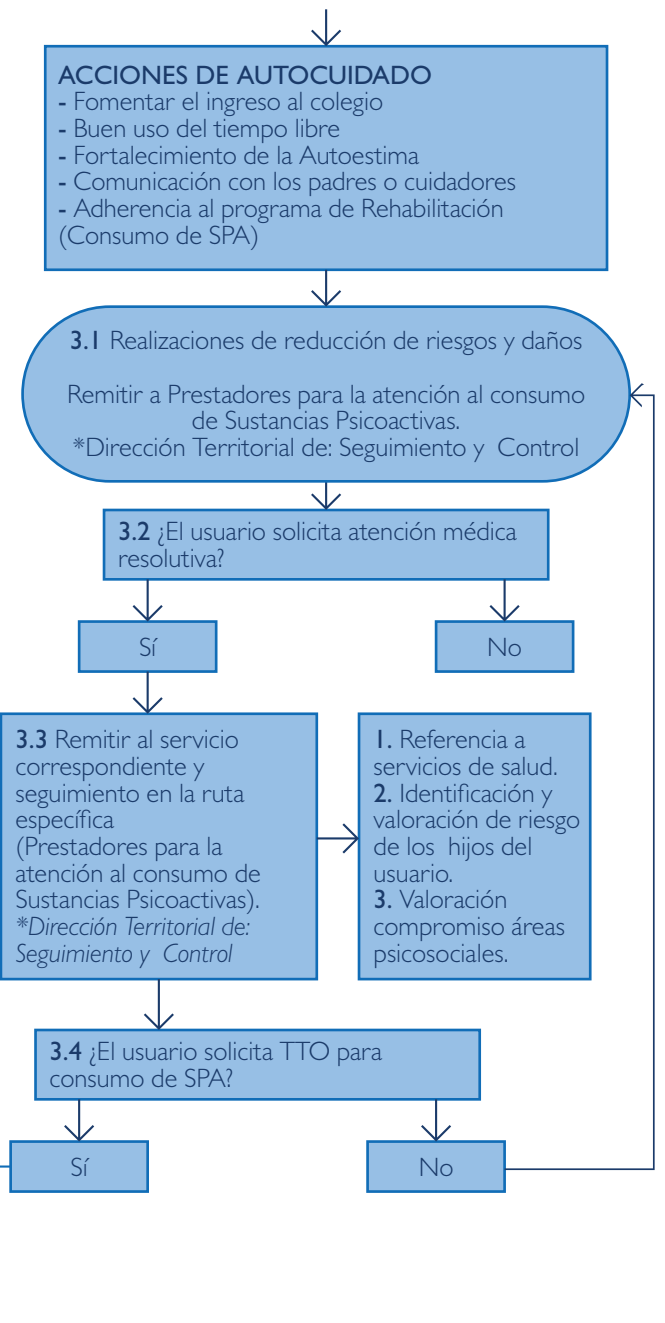 ACCIONES DE AUTOCUIDADO
- Fomentar el ingreso al colegio
- Buen uso del tiempo libre
- Fortalecimiento de la Autoestima
- Comunicación con los padres o cuidadores
- Adherencia al programa de Rehabilitación
(Consumo de SPA)
3.1 Realizaciones de reducción de riesgos y daños
Remitir a Prestadores para la atención al consumo
de Sustancias Psicoactivas.
*Dirección Territorial de: Seguimiento y Control
3.2 ¿El usuario solicita atención médica
resolutiva?
Sí
No
3.3 Remitir al servicio
correspondiente y
seguimiento en la ruta
específica
(Prestadores para la
atención al consumo de
Sustancias Psicoactivas).
*Dirección Territorial de:
Seguimiento y Control
1. Referencia a
servicios de salud.
2. Identificación y
valoración de riesgo
de los hijos del
usuario.
3. Valoración
compromiso áreas
psicosociales.
3.4 ¿El usuario solicita TTO para
consumo de SPA?
Sí
No